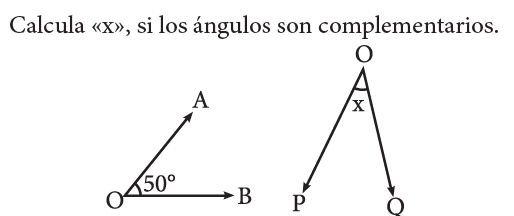 Calcula «x», si los ángulos son complementarios.
O
A
x
50°
O
B
P
Q